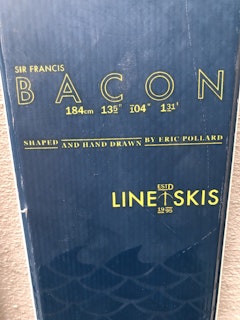 SIR FRANCIS
BACON
184cm 135" 104" 131'
SHAPED AND HAND DRAWN BY ERIC POLLARD
LINE ESTD 1995 SKIS